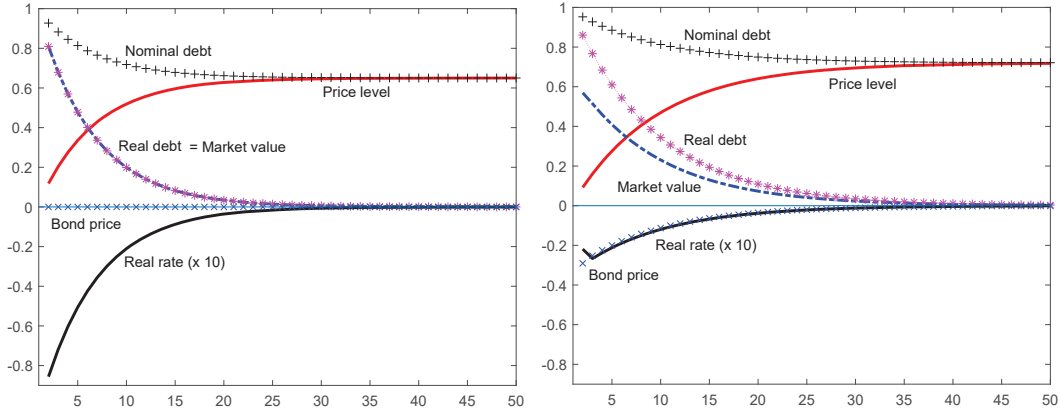 1
0.8
0.6
0.4
0.2
0
-0.2
-0.4
-0.6
-0.8
Nominal debt
Price level
Real debt = Market value
Bond price
Real rate (x 10)
5 10 15 20 25 30 35 40 45 50
1
0.8
0.6
0.4
0.2
0
-0.2
-0.4
-0.6
-0.8
Nominal debt
Price level
Real debt
Market value
Real rate (x 10)
Bond price
5 10 15 20 25 30 35 40 45 50